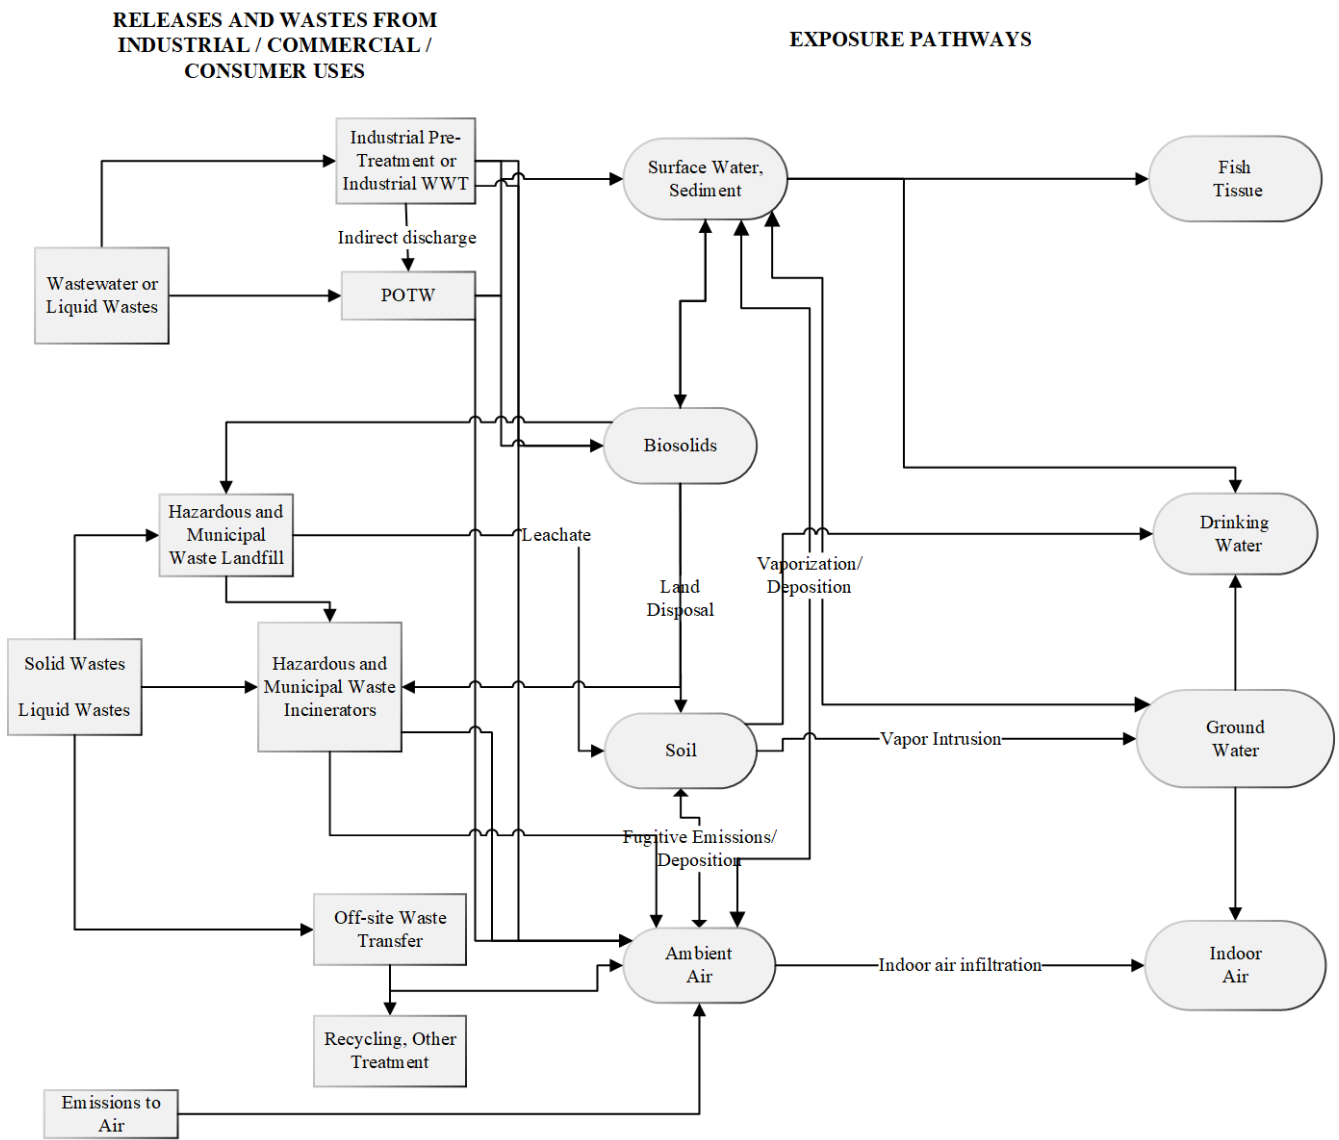 RELEASES AND WASTES FROM
INDUSTRIAL / COMMERCIAL /
CONSUMER USES
EXPOSURE PATHWAYS
Industrial Pre-
Treatment or
Industrial WWT
Surface Water,
Sediment
Fish
Tissue
Indirect discharge
Wastewater or
Liquid Wastes
POTW
Biosolids
Hazardous and
Municipal
Waste Landfill
Leachate
Drinking
Water
Vaporization/
Deposition
Land
Disposal
Solid Wastes
Liquid Wastes
Hazardous and
Municipal Waste
Incinerators
Soil
Vapor Intrusion
Ground
Water
Fugitive Emissions/
Deposition
Off-site Waste
Transfer
Ambient
Air
Indoor air infiltration
Indoor
Air
Recycling, Other
Treatment
Emissions to
Air